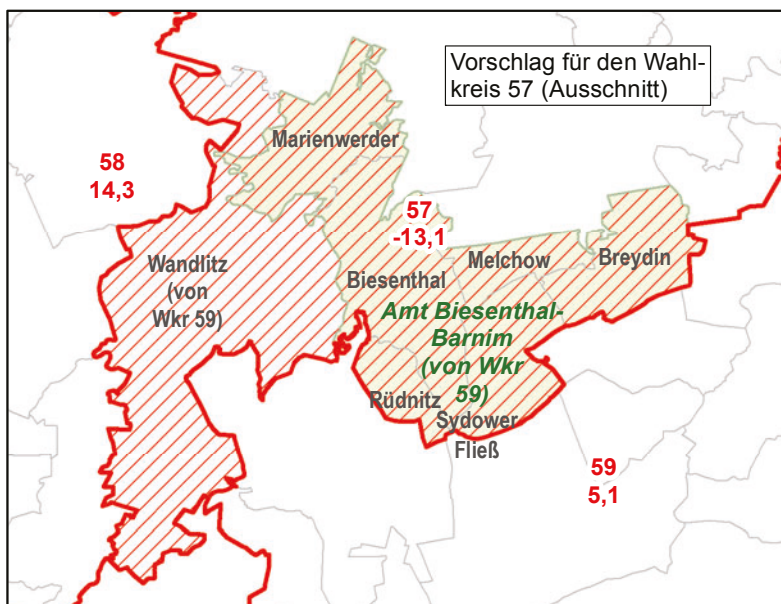 Vorschlag für den Wahl-
kreis 57 (Ausschnitt)
Marienwerder
58
14,3
57
-13,1
Melchow
Breydin
Wandlitz
(von
Wkr 59)
Biesenthal
Amt Biesenthal-
Barnim
(von Wkr
59)
Rüdnitz
Sydower
Fließ
59
5,1